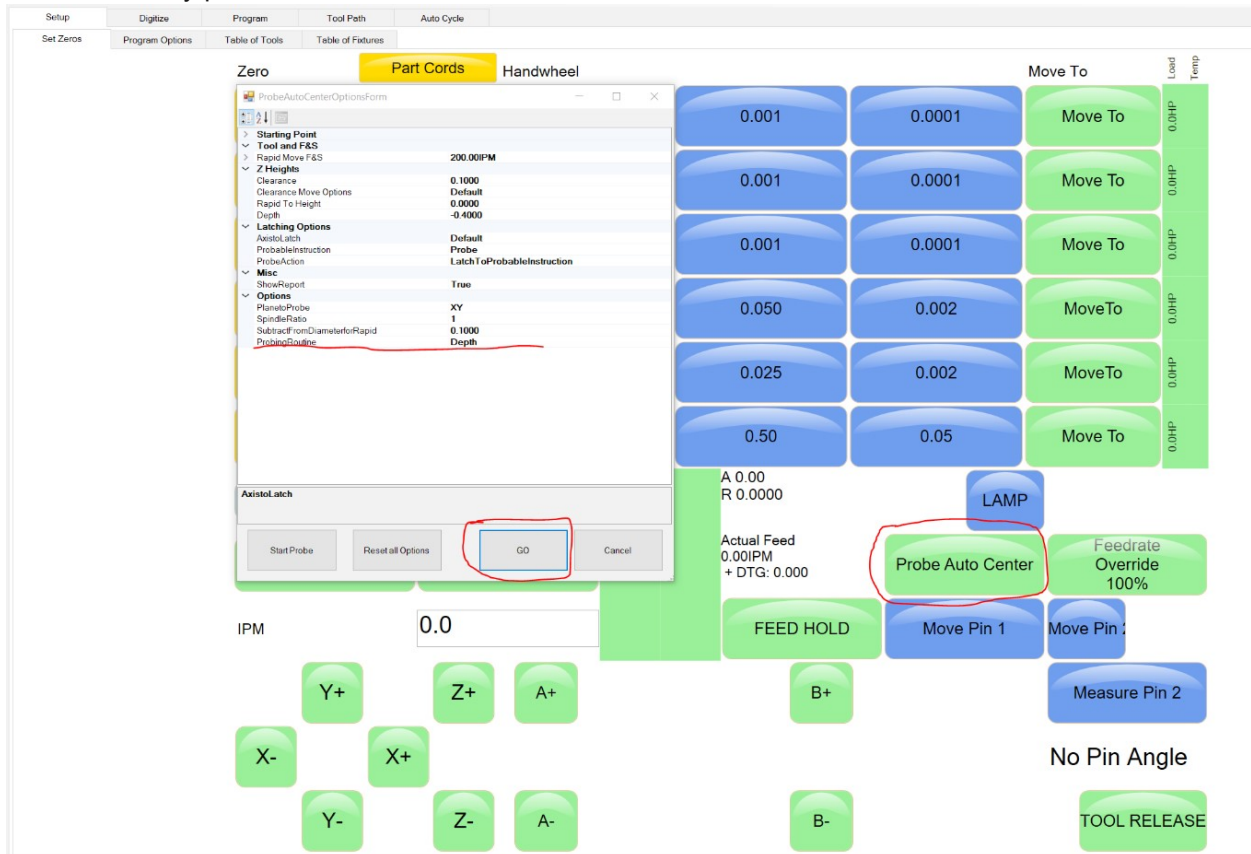 Setup Digitize Program Tool Path Auto Cycle
Set Zeros Program Options Table of Tools Table of Fixtures
Zero Part Cords Handwheel Move To Load Temp
ProbeAutoCenterOptionsForm
Starting Point
Tool and F&S
Rapid Move F&S 200.00IPM
Z Heights
Clearance 0.1000
Clearance Move Options Default
Rapid To Height 0.0000
Depth -0.4000
Latching Options
AxistoLatch Default
ProbableInstruction Probe
ProbeAction LatchToProbableInstruction
Misc
ShowReport True
Options
PlanetoProbe XY
SpindleRatio 1
SubtractFromDiameterforRapid 0.1000
ProbingRoutine Depth
AxistoLatch
Start Probe Reset all Options GO Cancel
0.001 0.0001 Move To 0.0HP
0.001 0.0001 Move To 0.0HP
0.001 0.0001 Move To 0.0HP
0.050 0.002 MoveTo 0.0HP
0.025 0.002 MoveTo 0.0HP
0.50 0.05 Move To 0.0HP
A 0.00
R 0.0000
LAMP
Actual Feed
0.00IPM
+ DTG: 0.000
Probe Auto Center
Feedrate
Override
100%
IPM 0.0 FEED HOLD Move Pin 1 Move Pin
Y+ Z+ A+ B+ Measure Pin 2
X- X+ No Pin Angle
Y- Z- A- B- TOOL RELEASE